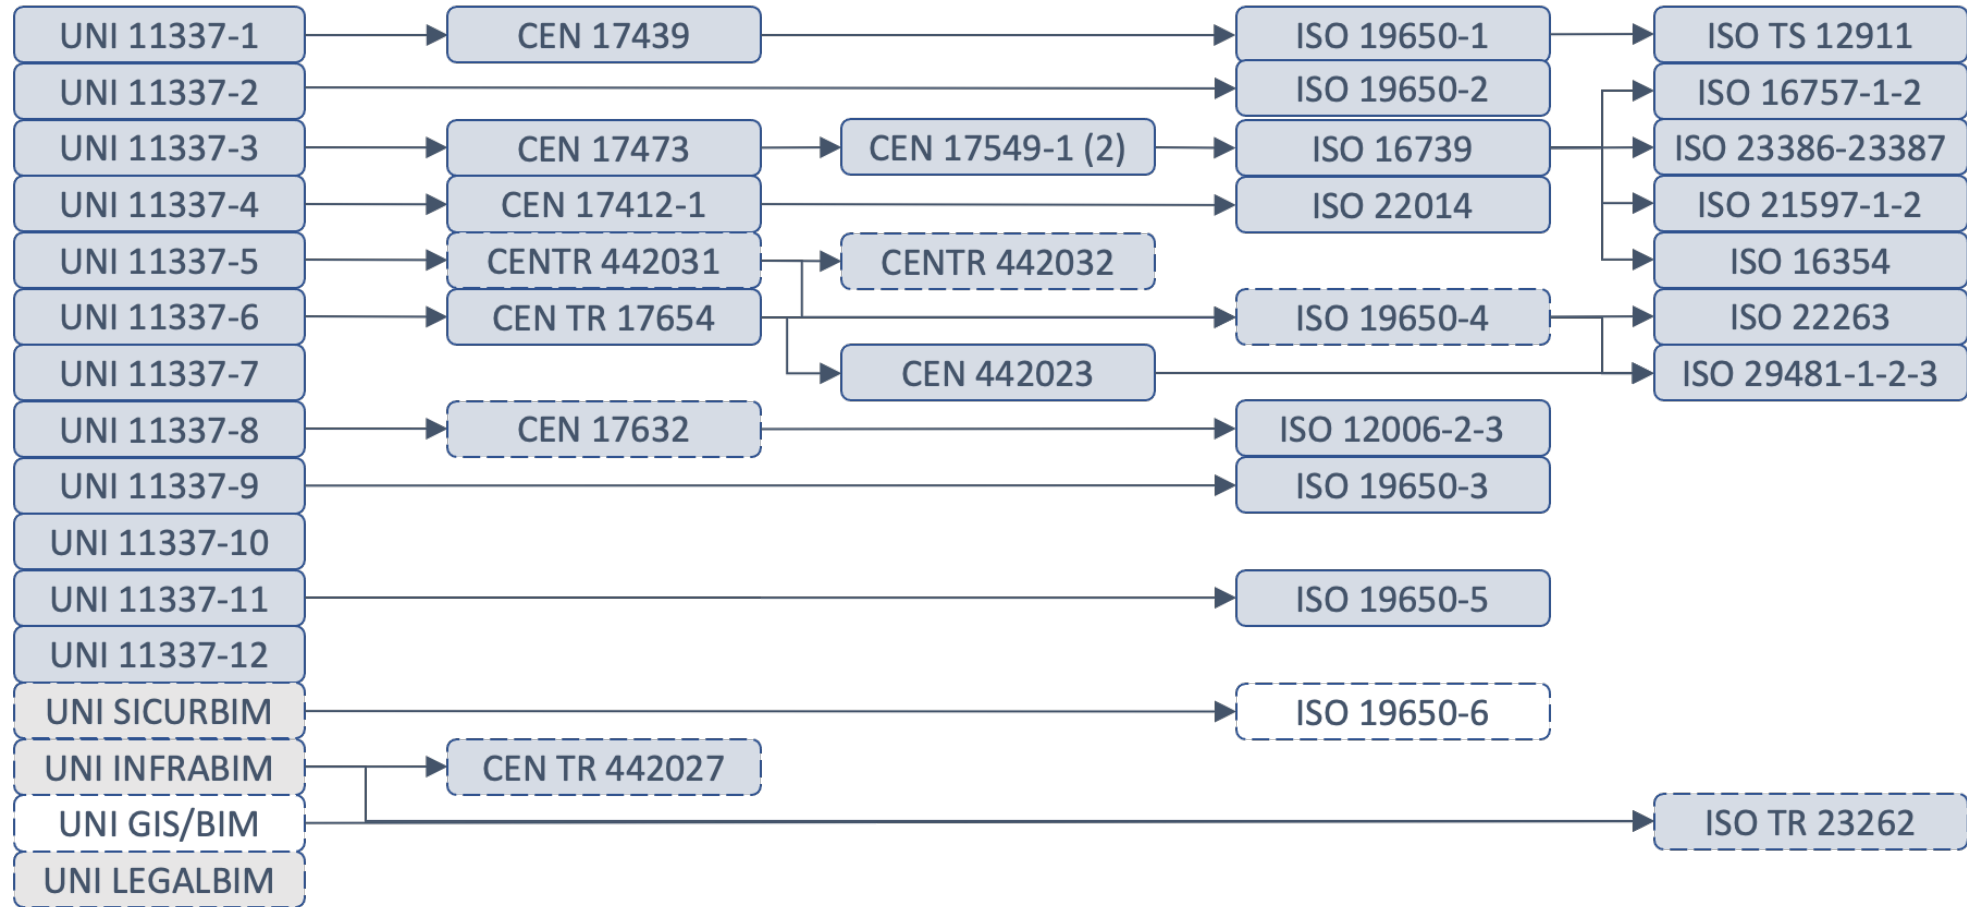 UNI 11337-1
CEN 17439
ISO 19650-1
ISO TS 12911
UNI 11337-2
ISO 19650-2
ISO 16757-1-2
UNI 11337-3
CEN 17473
CEN 17549-1 (2)
ISO 16739
ISO 23386-23387
UNI 11337-4
CEN 17412-1
ISO 22014
ISO 21597-1-2
UNI 11337-5
CENTR 442031
CENTR 442032
ISO 16354
UNI 11337-6
CEN TR 17654
ISO 19650-4
ISO 22263
UNI 11337-7
CEN 442023
ISO 29481-1-2-3
UNI 11337-8
CEN 17632
ISO 12006-2-3
UNI 11337-9
ISO 19650-3
UNI 11337-10
UNI 11337-11
ISO 19650-5
UNI 11337-12
UNI SICURBIM
ISO 19650-6
UNI INFRABIM
CEN TR 442027
UNI GIS/BIM
ISO TR 23262
UNI LEGALBIM